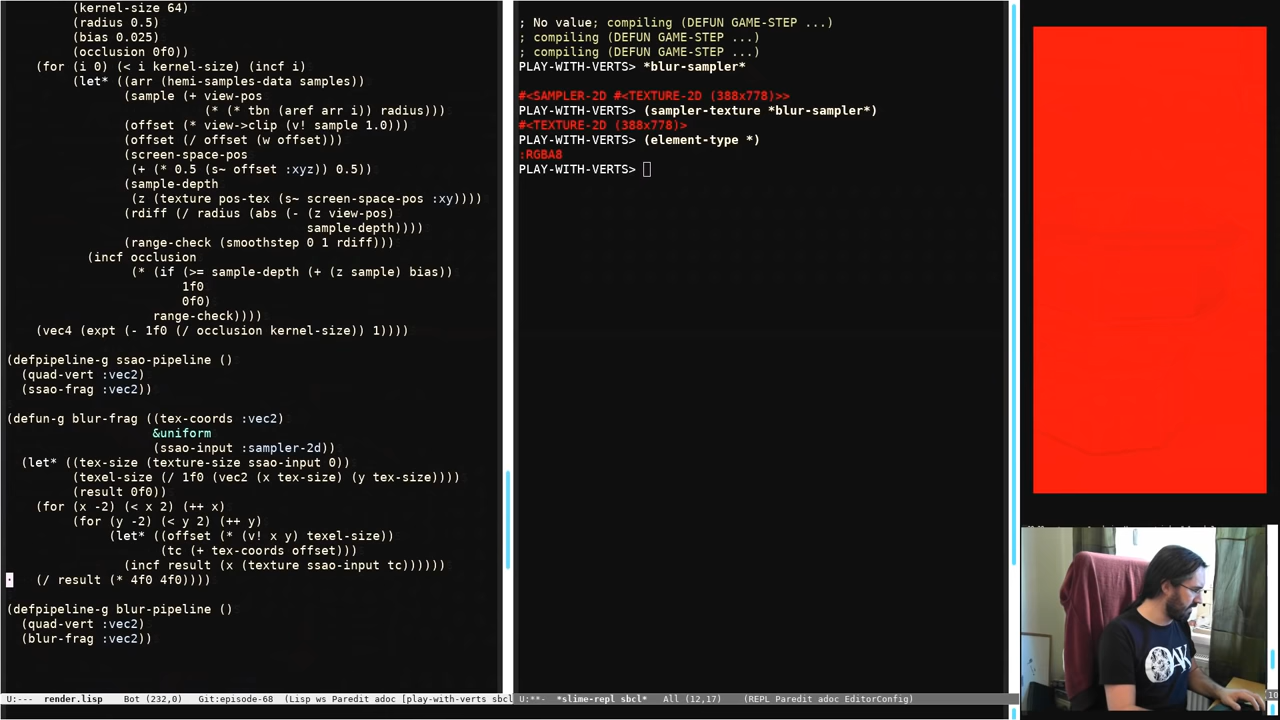 (kernel-size 64)
(radius 0.5)
(bias 0.025)
(occlusion 0f0))
(for (i 0) (< i kernel-size) (incf i)
(let* ((arr (hemi-samples-data samples))
(sample (+ view-pos
(* (* tbn (aref arr i)) radius)))
(offset (* view->clip (v! sample 1.0)))
(offset (/ offset (w offset)))
(screen-space-pos
(+ (* 0.5 (s~ offset :xyz)) 0.5))
(sample-depth
(z (texture pos-tex (s~ screen-space-pos :xy))))
(rdiff (/ radius (abs (- (z view-pos)
sample-depth))))
(range-check (smoothstep 0 1 rdiff)))
(incf occlusion
(* (if (>= sample-depth (+ (z sample) bias))
1f0
0f0)
range-check))))
(vec4 (expt (- 1f0 (/ occlusion kernel-size)) 1))))
(defpipeline-g ssao-pipeline ()
(quad-vert :vec2)
(ssao-frag :vec2))
(defun-g blur-frag ((tex-coords :vec2)
&uniform
(ssao-input :sampler-2d))
(let* ((tex-size (texture-size ssao-input 0))
(texel-size (/ 1f0 (vec2 (x tex-size) (y tex-size))))
(result 0f0))
(for (x -2) (< x 2) (++ x)
(for (y -2) (< y 2) (++ y)
(let* ((offset (* (v! x y) texel-size))
(tc (+ tex-coords offset)))
(incf result (x (texture ssao-input tc))))))
(/ result (* 4f0 4f0))))
(defpipeline-g blur-pipeline ()
(quad-vert :vec2)
(blur-frag :vec2))
U:--- render.lisp Bot (232,0) Git:episode-68 (Lisp ws Paredit adoc [play-with-verts sbcl
; No value; compiling (DEFUN GAME-STEP ...)
; compiling (DEFUN GAME-STEP ...)
; compiling (DEFUN GAME-STEP ...)
PLAY-WITH-VERTS> *blur-sampler*
#<SAMPLER-2D #<TEXTURE-2D (388x778)>>
PLAY-WITH-VERTS> (sampler-texture *blur-sampler*)
#<TEXTURE-2D (388x778)>
PLAY-WITH-VERTS> (element-type *)
:RGBA8
PLAY-WITH-VERTS>
U:**- *slime-repl sbcl* All (12,17) (REPL Paredit adoc EditorConfig)
OAK
10